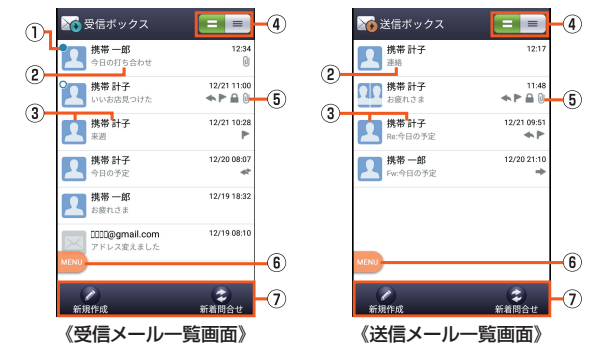 受信ボックス
④
①
携帯 一郎 12:34
今日の打ち合わせ
②
携帯 計子 12/21 11:00
いいお店見つけた
⑤
③
携帯 計子 12/21 10:28
来週
携帯 計子 12/20 08:07
今日の予定
携帯 一郎 12/19 18:32
お疲れさま
□□□@gmail.com 12/19 08:10
アドレス変えました
MENU
⑥
新規作成 新着問合せ
⑦
《受信メール一覧画面》
送信ボックス
④
携帯 計子 12:17
連絡
②
携帯 計子 11:48
お疲れさま
⑤
③
携帯 計子 12/21 09:51
Re:今日の予定
携帯 一郎 12/20 21:10
Fw:今日の予定
MENU
⑥
新規作成 新着問合せ
⑦
《送信メール一覧画面》